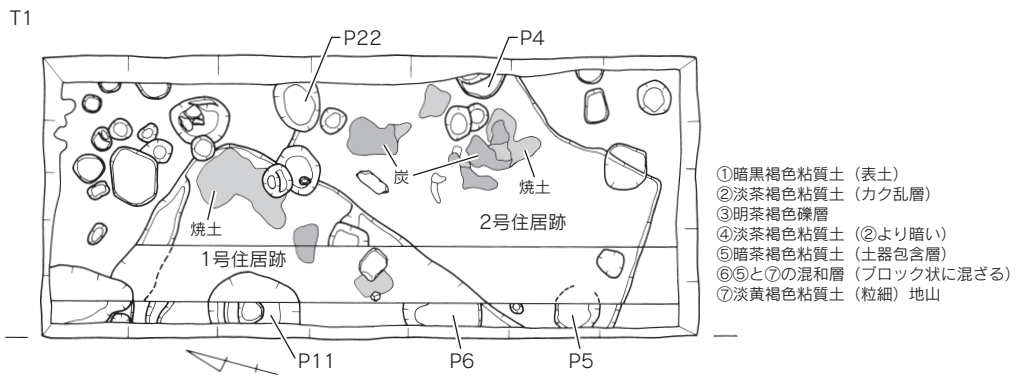 T1
P22
P4
炭
焼土
焼土
2号住居跡
1号住居跡
P11
P6
P5
①暗黒褐色粘質土（表土）
②淡茶褐色粘質土（カク乱層）
③明茶褐色礫層
④淡茶褐色粘質土（②より暗い）
⑤暗茶褐色粘質土（土器包含層）
⑥⑤と⑦の混和層（ブロック状に混ざる）
⑦淡黄褐色粘質土（粒細）地山